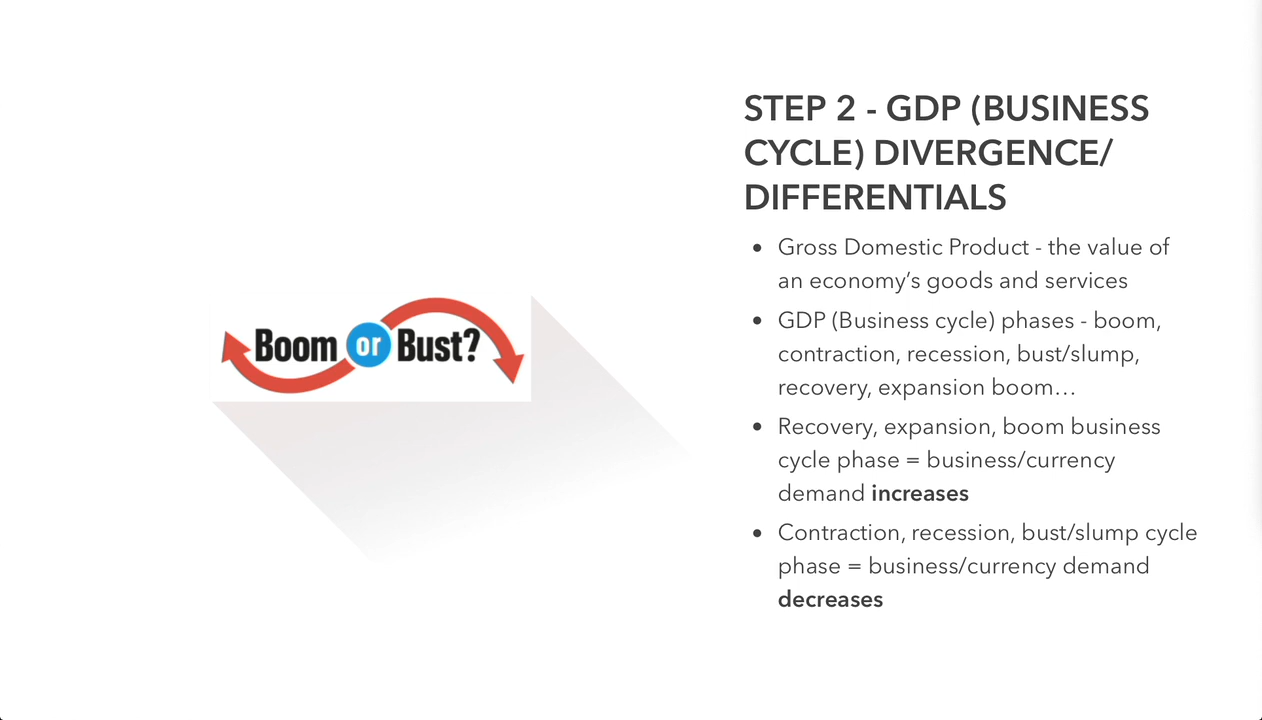 Boom or Bust?
STEP 2 - GDP (BUSINESS
CYCLE) DIVERGENCE/
DIFFERENTIALS
• Gross Domestic Product - the value of
an economy’s goods and services
• GDP (Business cycle) phases - boom,
contraction, recession, bust/slump,
recovery, expansion boom…
• Recovery, expansion, boom business
cycle phase = business/currency
demand increases
• Contraction, recession, bust/slump cycle
phase = business/currency demand
decreases